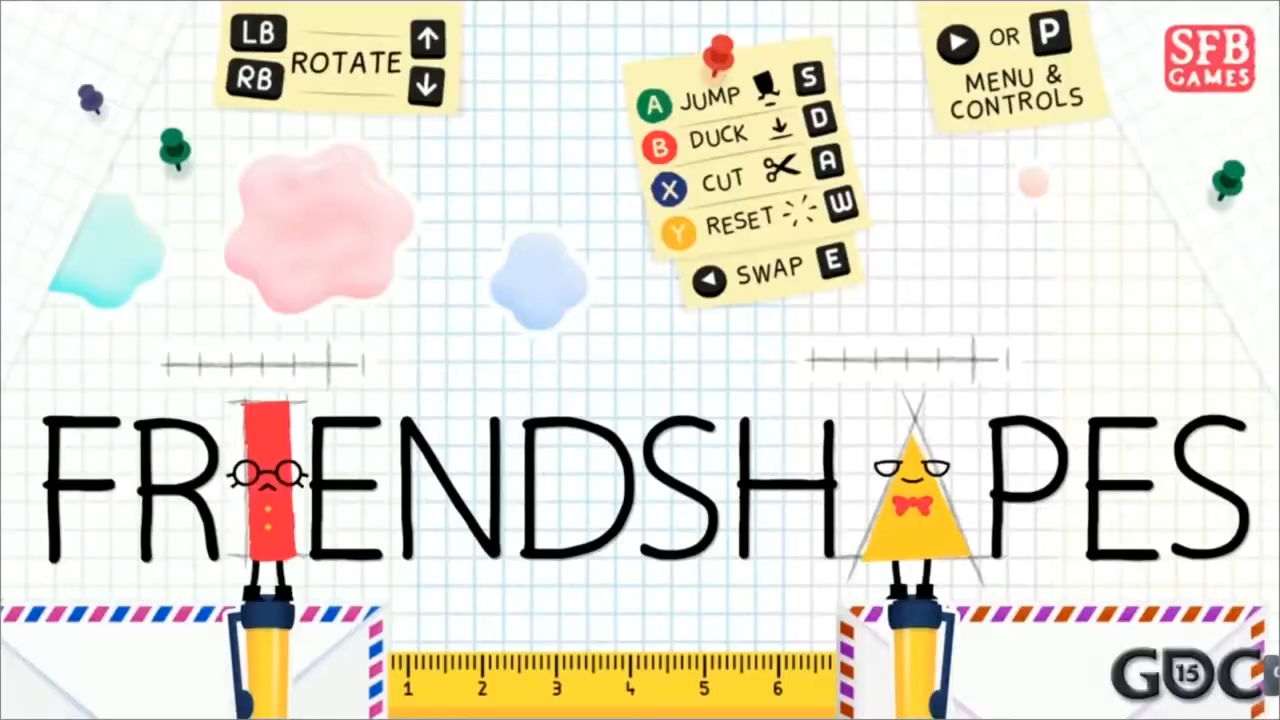 LB
RB
ROTATE
A JUMP S
B DUCK D
X CUT A
Y RESET W
SWAP E
OR P
MENU &
CONTROLS
SFB
GAMES
FRIENDSHAPES
1 2 3 4 5 6
GDC 15